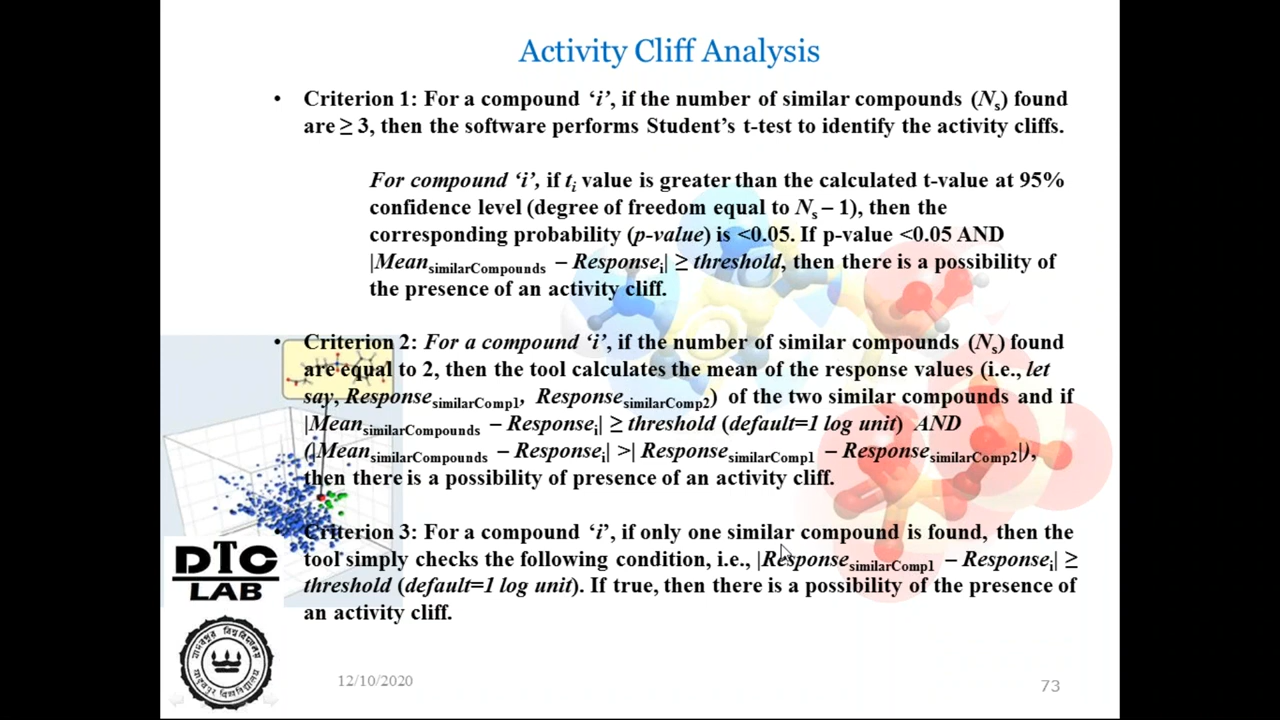 Activity Cliff Analysis
• Criterion 1: For a compound ‘i’, if the number of similar compounds (Ns) found
are ≥ 3, then the software performs Student’s t-test to identify the activity cliffs.
For compound ‘i’, if ti value is greater than the calculated t-value at 95%
confidence level (degree of freedom equal to Ns – 1), then the
corresponding probability (p-value) is <0.05. If p-value <0.05 AND
|MeansimilarCompounds – Responsei| ≥ threshold, then there is a possibility of
the presence of an activity cliff.
• Criterion 2: For a compound ‘i’, if the number of similar compounds (Ns) found
are equal to 2, then the tool calculates the mean of the response values (i.e., let
say, ResponsesimilarComp1, ResponsesimilarComp2) of the two similar compounds and if
|MeansimilarCompounds – Responsei| ≥ threshold (default=1 log unit) AND
(|MeansimilarCompounds – Responsei| >| ResponsesimilarComp1 – ResponsesimilarComp2|),
then there is a possibility of presence of an activity cliff.
• Criterion 3: For a compound ‘i’, if only one similar compound is found, then the
tool simply checks the following condition, i.e., |ResponsesimilarComp1 – Responsei| ≥
threshold (default=1 log unit). If true, then there is a possibility of the presence of
an activity cliff.
DTC
LAB
12/10/2020
73